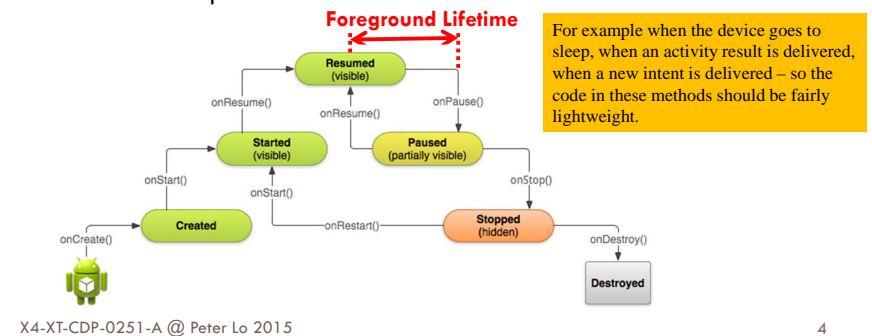 Foreground Lifetime
For example when the device goes to
sleep, when an activity result is delivered,
when a new intent is delivered – so the
code in these methods should be fairly
lightweight.
Resumed
(visible)
onResume()
onResume()
onPause()
Started
(visible)
Paused
(partially visible)
onStart()
onStart()
onStop()
Created
onRestart()
Stopped
(hidden)
onCreate()
onDestroy()
Destroyed
X4-XT-CDP-0251-A @ Peter Lo 2015
4